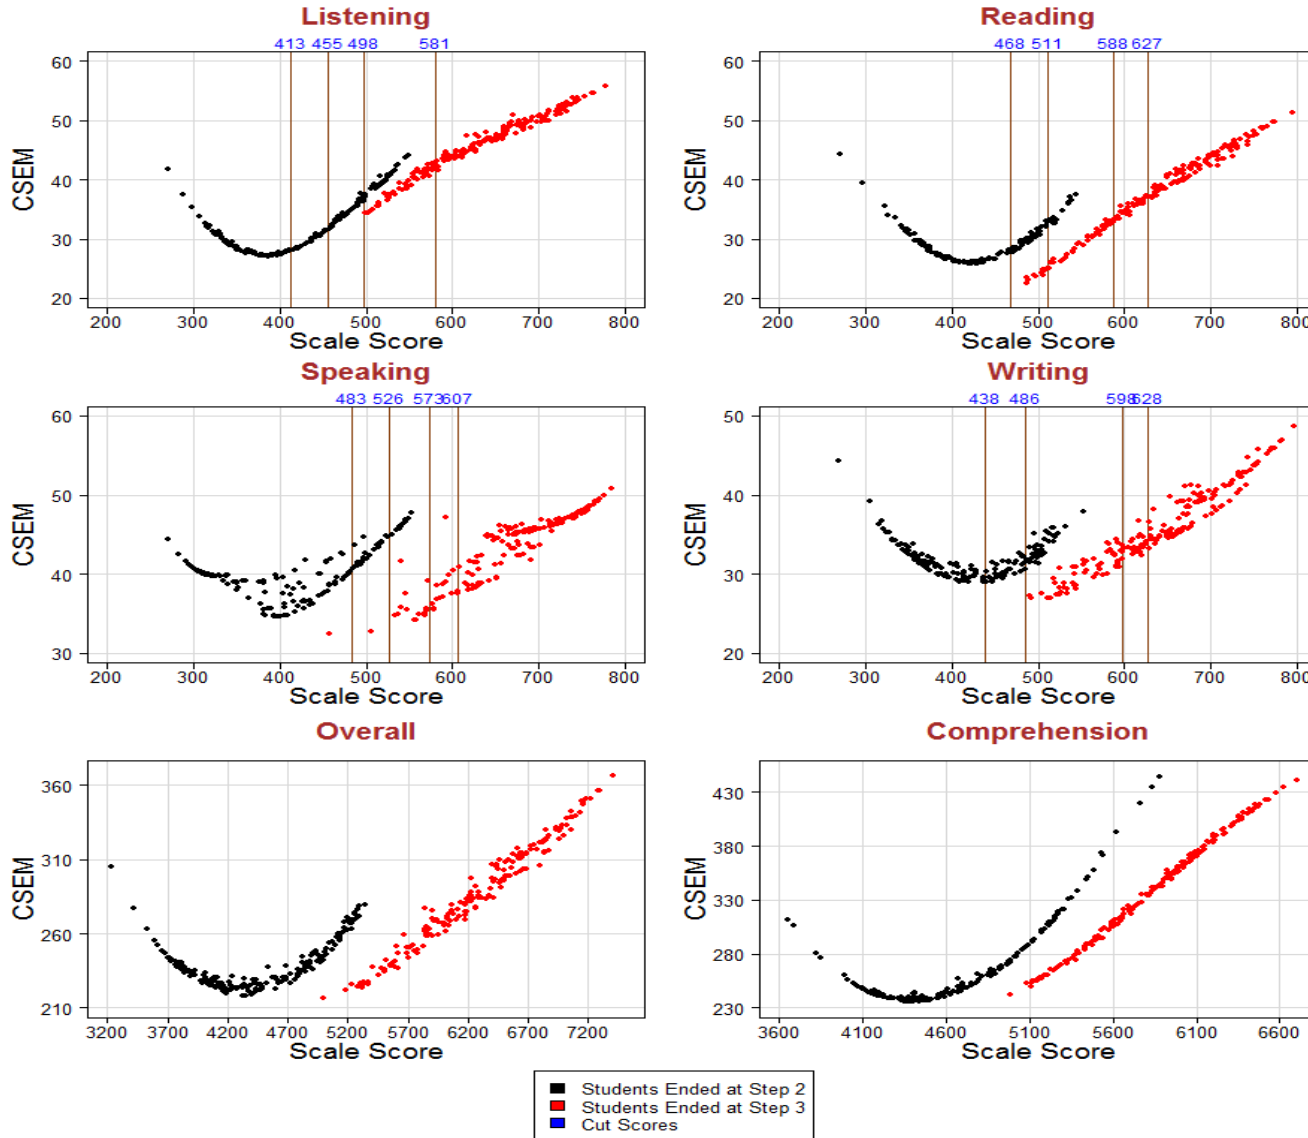 Listening
413 455 498 581
60
50
40
30
20
CSEM
200 300 400 500 600 700 800
Scale Score
Reading
468 511 588 627
60
50
40
30
20
CSEM
200 300 400 500 600 700 800
Scale Score
Speaking
483 526 573 607
60
50
40
30
CSEM
200 300 400 500 600 700 800
Scale Score
Writing
438 486 598 628
50
40
30
20
CSEM
200 300 400 500 600 700 800
Scale Score
Overall
360
310
260
210
CSEM
3200 3700 4200 4700 5200 5700 6200 6700 7200
Scale Score
Comprehension
430
380
330
280
230
CSEM
3600 4100 4600 5100 5600 6100 6600
Scale Score
Students Ended at Step 2
Students Ended at Step 3
Cut Scores